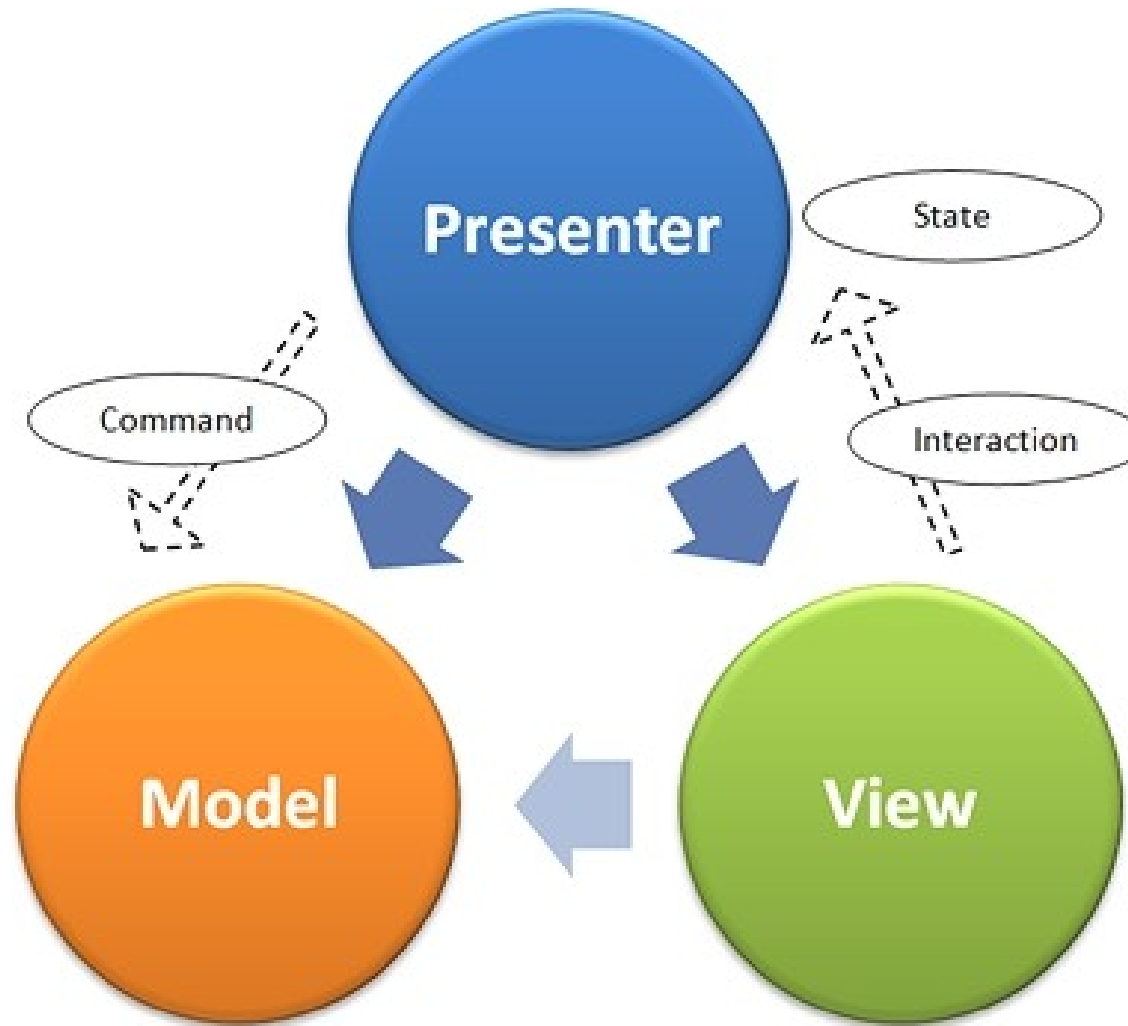 Presenter
State
Command
Interaction
Model
View